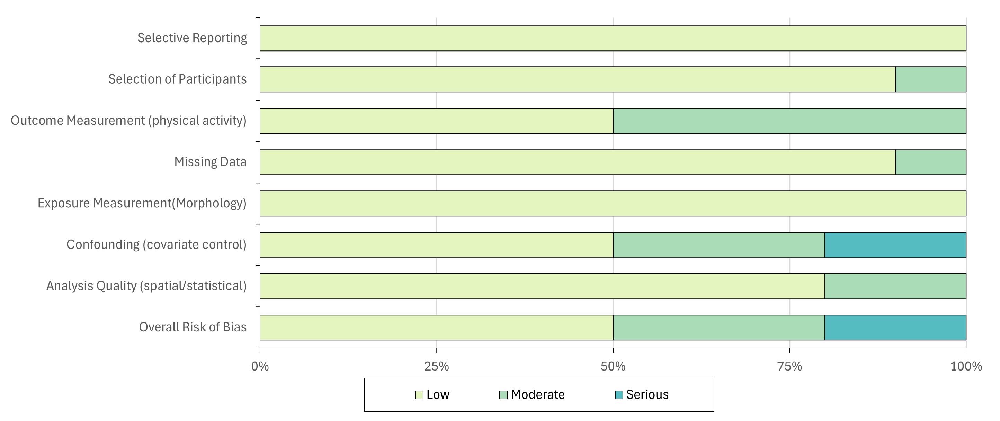 Selective Reporting
Selection of Participants
Outcome Measurement (physical activity)
Missing Data
Exposure Measurement(Morphology)
Confounding (covariate control)
Analysis Quality (spatial/statistical)
Overall Risk of Bias
0% 25% 50% 75% 100%
Low Moderate Serious